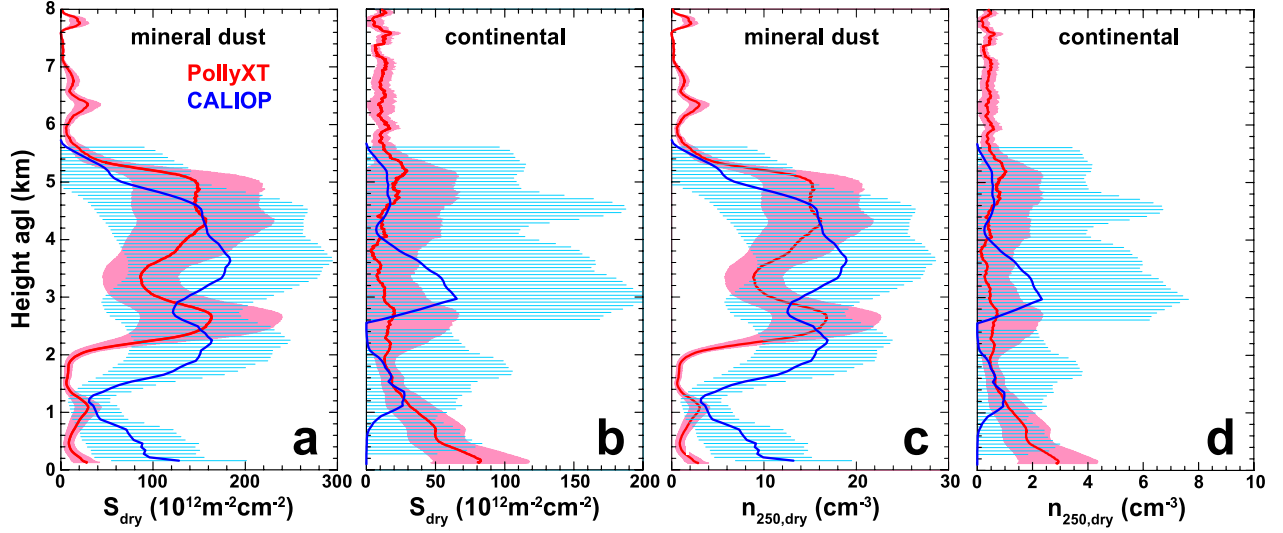 mineral dust
continental
mineral dust
continental
PollyXT
CALIOP
Height agl (km)
8
7
6
5
4
3
2
1
0
a
b
c
d
0
100
200
300
0
50
100
150
200
0
10
20
30
0
2
4
6
8
10
S_dry (10^12 m^-2 cm^-2)
S_dry (10^12 m^-2 cm^-2)
n_250,dry (cm^-3)
n_250,dry (cm^-3)